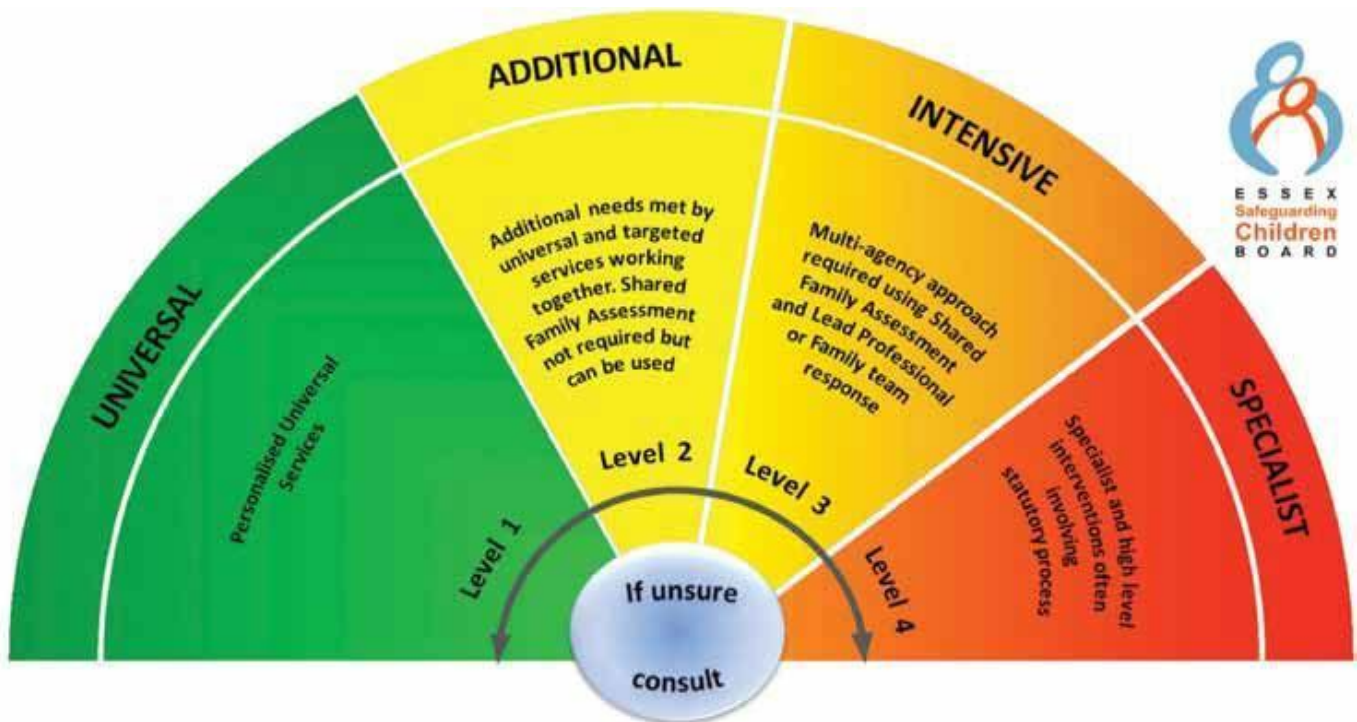 UNIVERSAL
Personalised Universal
Services
Level 1
ADDITIONAL
Additional needs met by
universal and targeted
services working
together. Shared
Family Assessment
not required but
can be used
Level 2
INTENSIVE
Multi-agency approach
required using Shared
Family Assessment
and Lead Professional
or Family team
response
Level 3
SPECIALIST
Specialist and high level
interventions often
involving
statutory process
Level 4
If unsure
consult
ESSEX
Safeguarding
Children
BOARD